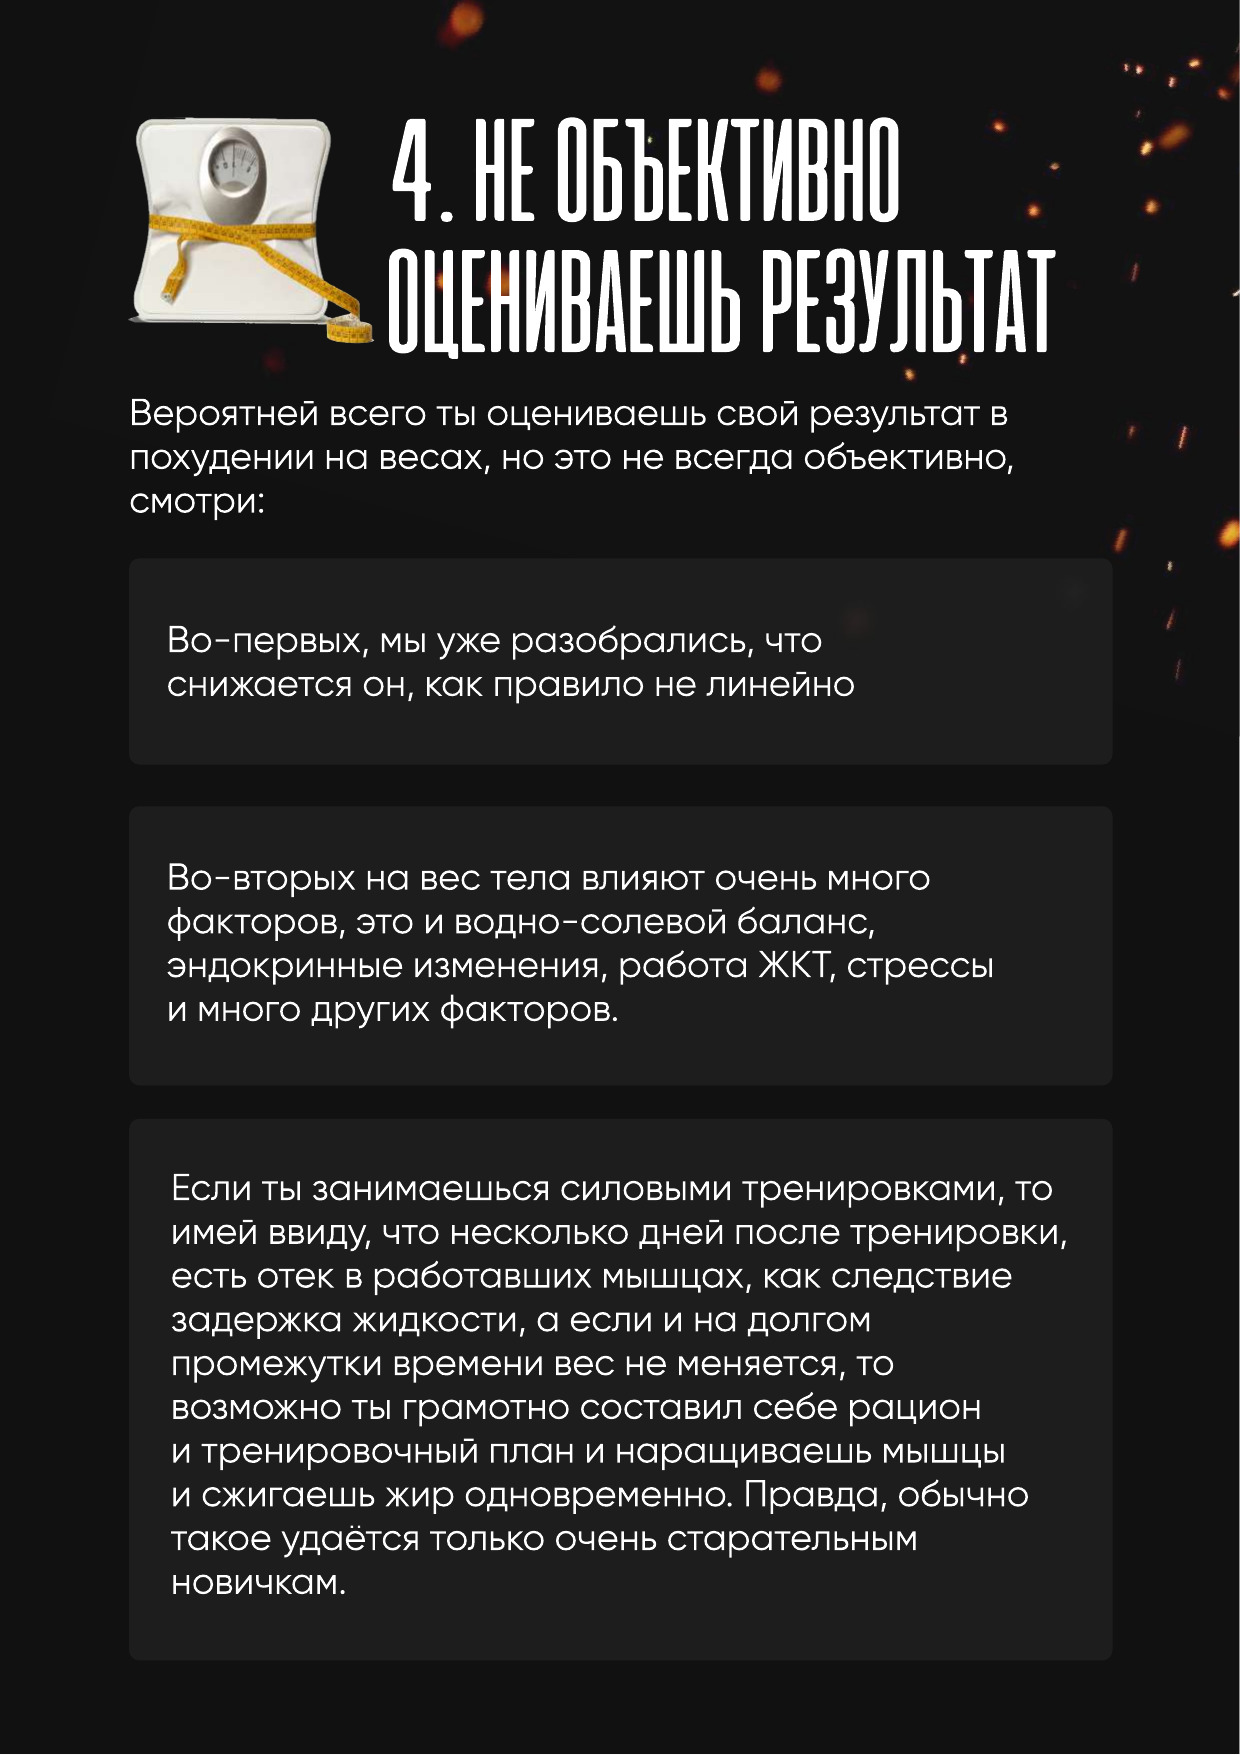 4. НЕ ОБЪЕКТИВНО
ОЦЕНИВАЕШЬ РЕЗУЛЬТАТ
Вероятней всего ты оцениваешь свой результат в
похудении на весах, но это не всегда объективно,
смотри:
Во-первых, мы уже разобрались, что
снижается он, как правило не линейно
Во-вторых на вес тела влияют очень много
факторов, это и водно-солевой баланс,
эндокринные изменения, работа ЖКТ, стрессы
и много других факторов.
Если ты занимаешься силовыми тренировками, то
имей ввиду, что несколько дней после тренировки,
есть отек в работавших мышцах, как следствие
задержка жидкости, а если и на долгом
промежутки времени вес не меняется, то
возможно ты грамотно составил себе рацион
и тренировочный план и наращиваешь мышцы
и сжигаешь жир одновременно. Правда, обычно
такое удаётся только очень старательным
новичкам.